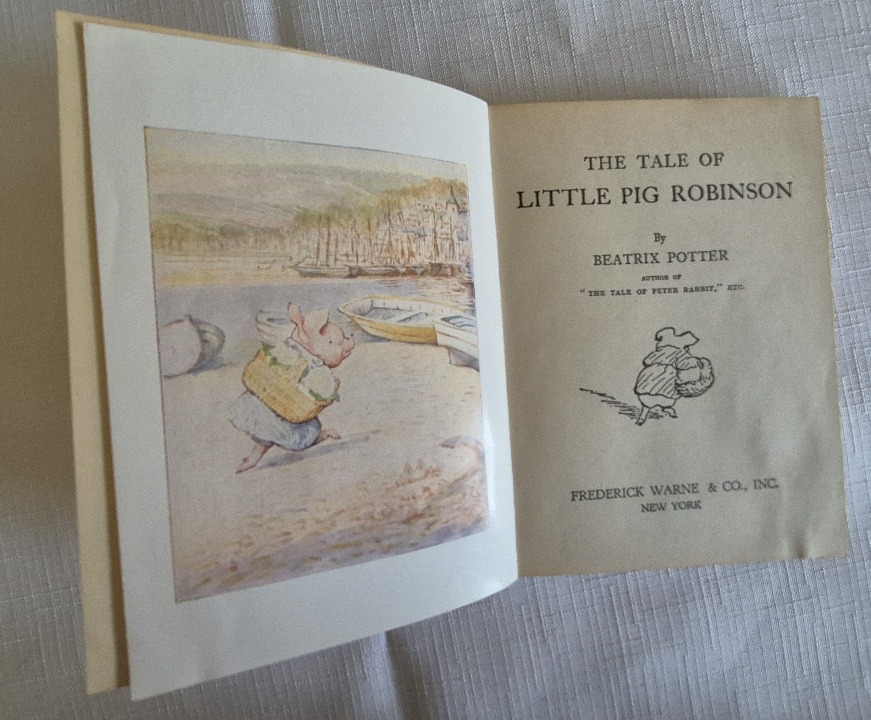 THE TALE OF
LITTLE PIG ROBINSON
By
BEATRIX POTTER
AUTHOR OF
"THE TALE OF PETER RABBIT," ETC.
FREDERICK WARNE & CO., INC.
NEW YORK